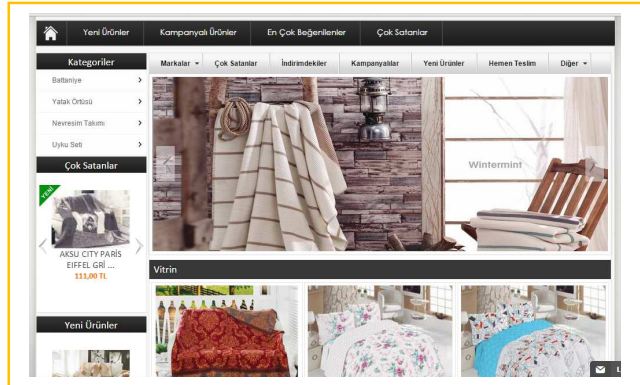 Yeni Ürünler Kampanyalı Ürünler En Çok Beğenilenler Çok Satanlar
Kategoriler
Markalar Çok Satanlar İndirimdekiler Kampanyalılar Yeni Ürünler Hemen Teslim Diğer
Battaniye
Yatak Örtüsü
Nevresim Takımı
Uyku Seti
Çok Satanlar
YENİ
AKSU CITY PARİS
EIFFEL GRİ ...
111,00 TL
Yeni Ürünler
Wintermint
Vitrin
L